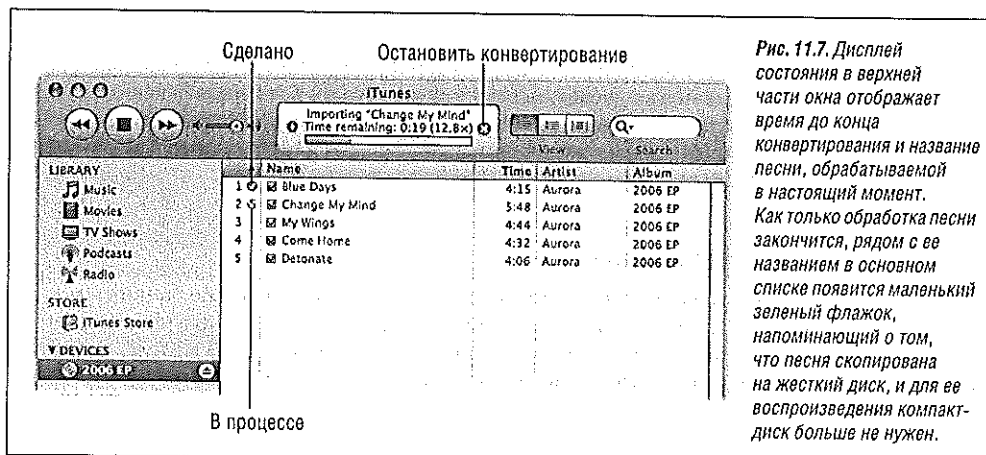 Сделано
Остановить конвертирование
iTunes
Importing "Change My Mind"
Time remaining: 0:19 (12.8×)
View
Search
LIBRARY
Music
Movies
TV Shows
Podcasts
Radio
STORE
iTunes Store
DEVICES
2006 EP
Name Time Artist Album
1 Blue Days 4:15 Aurora 2006 EP
2 Change My Mind 5:48 Aurora 2006 EP
3 My Wings 4:44 Aurora 2006 EP
4 Come Home 4:32 Aurora 2006 EP
5 Detonate 4:06 Aurora 2006 EP
В процессе
Рис. 11.7. Дисплей
состояния в верхней
части окна отображает
время до конца
конвертирования и название
песни, обрабатываемой
в настоящий момент.
Как только обработка песни
закончится, рядом с ее
названием в основном
списке появится маленький
зеленый флажок,
напоминающий о том,
что песня скопирована
на жесткий диск, и для ее
воспроизведения компакт-
диск больше не нужен.